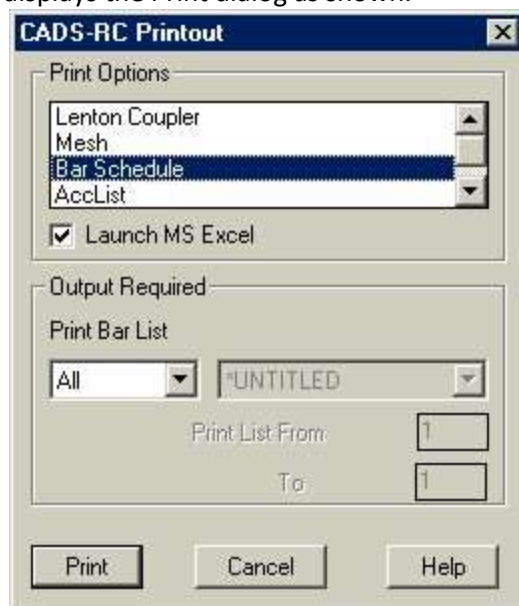 displays the Print dialog as shown.
CADS-RC Printout
Print Options
Lenton Coupler
Mesh
Bar Schedule
AccList
Launch MS Excel
Output Required
Print Bar List
All
*UNTITLED
Print List From
1
To
1
Print
Cancel
Help